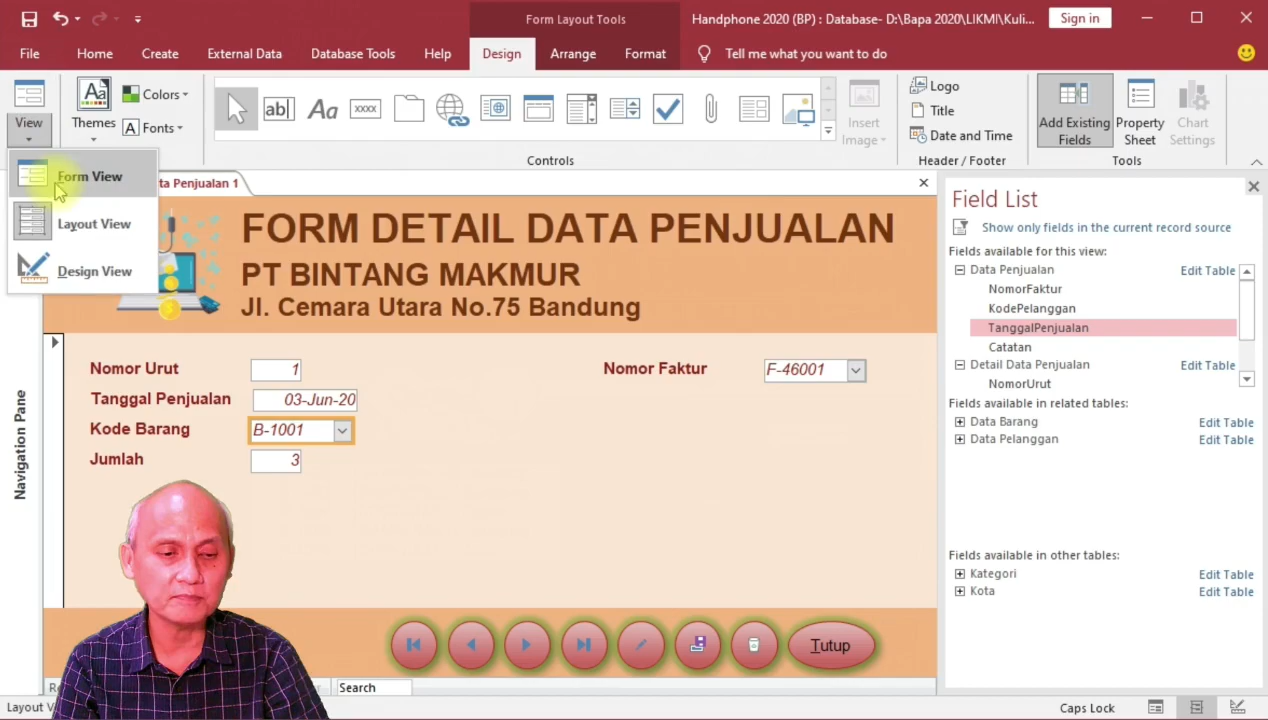 Form Layout Tools
Handphone 2020 (BP) : Database- D:\Bapa 2020\LIKMI\Kuli...
Sign in
File
Home
Create
External Data
Database Tools
Help
Design
Arrange
Format
Tell me what you want to do
View
Themes
Colors
Fonts
ab|
Aa
xxxx
Controls
Insert
Image
Logo
Title
Date and Time
Header / Footer
Add Existing
Fields
Property
Sheet
Chart
Settings
Tools
Form View
Layout View
Design View
ta Penjualan 1
FORM DETAIL DATA PENJUALAN
PT BINTANG MAKMUR
Jl. Cemara Utara No.75 Bandung
Nomor Urut
1
Nomor Faktur
F-46001
Tanggal Penjualan
03-Jun-20
Kode Barang
B-1001
Jumlah
3
Tutup
Search
Navigation Pane
Field List
Show only fields in the current record source
Fields available for this view:
Data Penjualan
Edit Table
NomorFaktur
KodePelanggan
TanggalPenjualan
Catatan
Detail Data Penjualan
Edit Table
NomorUrut
Fields available in related tables:
Data Barang
Edit Table
Data Pelanggan
Edit Table
Fields available in other tables:
Kategori
Edit Table
Kota
Edit Table
Layout V
Caps Lock